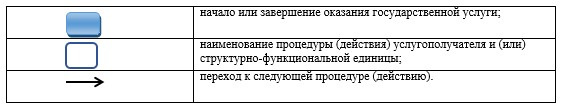 начало или завершение оказания государственной услуги;
наименование процедуры (действия) услугополучателя и (или)
структурно-функциональной единицы;
переход к следующей процедуре (действию).